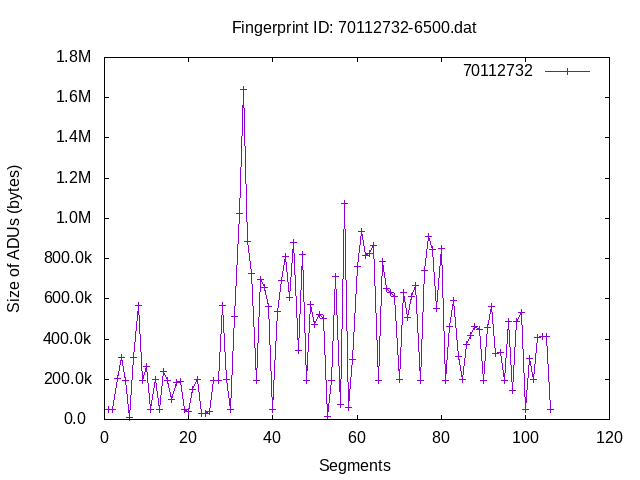 Fingerprint ID: 70112732-6500.dat
70112732
1.8M
1.6M
1.4M
1.2M
1.0M
800.0k
600.0k
400.0k
200.0k
0.0
Size of ADUs (bytes)
0 20 40 60 80 100 120
Segments